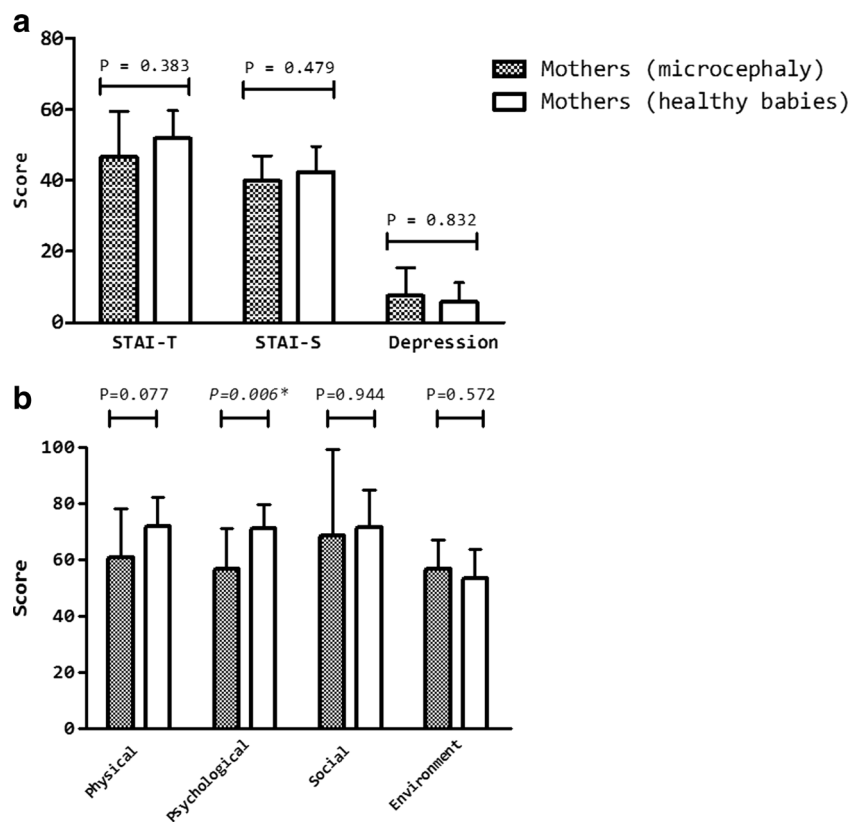 a
80
60
40
20
0
Score
P = 0.383
P = 0.479
P = 0.832
STAI-T
STAI-S
Depression
Mothers (microcephaly)
Mothers (healthy babies)
b
P=0.077
P=0.006*
P=0.944
P=0.572
100
80
60
40
20
0
Score
Physical
Psychological
Social
Environment